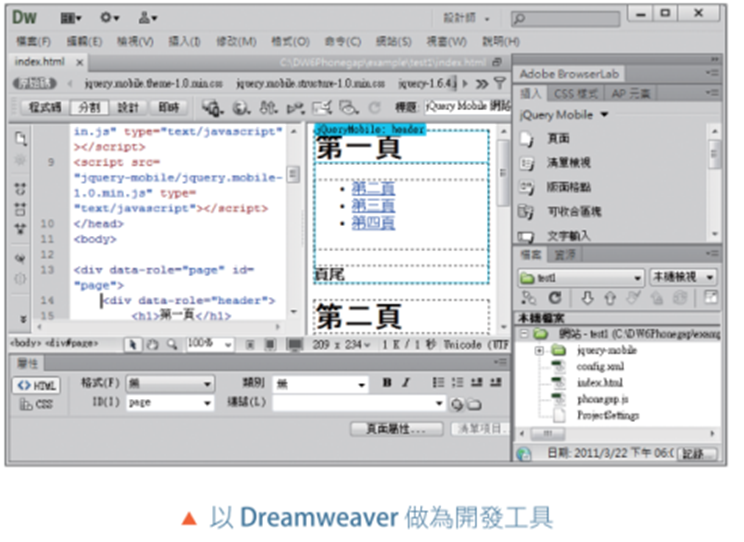 Dw 設計師
檔案(F) 編輯(E) 檢視(V) 插入(I) 修改(M) 格式(O) 命令(C) 網站(S) 視窗(W) 說明(H)
index.html × C:\DW6Phonegap\example\test1\index.html
原始碼 jquery.mobile.theme-1.0.min.css jquery.mobile.structure-1.0.min.css jquery-1.6.4
程式碼 分割 設計 即時 標題: jQuery Mobile 網站
in.js" type="text/javascript"
></script>
9 <script src=
"jquery-mobile/jquery.mobile-
1.0.min.js" type=
"text/javascript"></script>
10 </head>
11 <body>
12
13 <div data-role="page" id=
"page">
14 <div data-role="header">
15 <h1>第一頁</h1>
jQueryMobile: header
第一頁
• 第二頁
• 第三頁
• 第四頁
頁尾
第二頁
<body> <div#page> 100% 209 x 234 1 K / 1 秒 Unicode (UTF
屬性
<> HTML 格式(F) 無 類別 無 B I
CSS ID(I) page 連結(L)
頁面屬性... 清單項目..
Adobe BrowserLab
插入 CSS 樣式 AP 元素
jQuery Mobile
頁面
清單檢視
版面格點
可收合區塊
文字輸入
檔案 資源
test1 本機檢視
本機檔案
網站 - test1 (C:\DW6Phonegap\examp
jquery-mobile
config.xml
index.html
phonegap.js
ProjectSettings
日期: 2011/3/22 下午 06:0 記錄...
▲ 以 Dreamweaver 做為開發工具